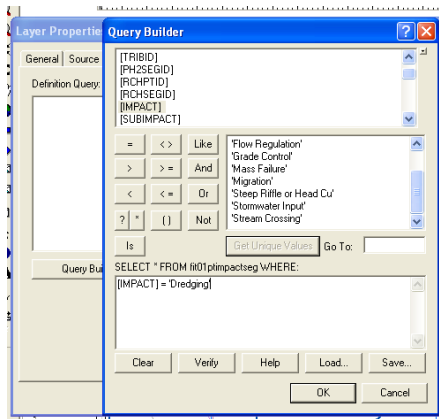 Layer Propertie
Query Builder
General Source
Definition Query:
Query Bui
[TRIBID]
[PH2SEGID]
[RCHPTID]
[RCHSEGID]
[IMPACT]
[SUBIMPACT]
= < > Like
> > = And
< < = Or
? * ( ) Not
Is
'Flow Regulation'
'Grade Control'
'Mass Failure'
'Migration'
'Steep Riffle or Head Cu'
'Stormwater Input'
'Stream Crossing'
Get Unique Values Go To:
SELECT * FROM fit01ptimpactseg WHERE:
[IMPACT] = 'Dredging'
Clear Verify Help Load... Save...
OK Cancel